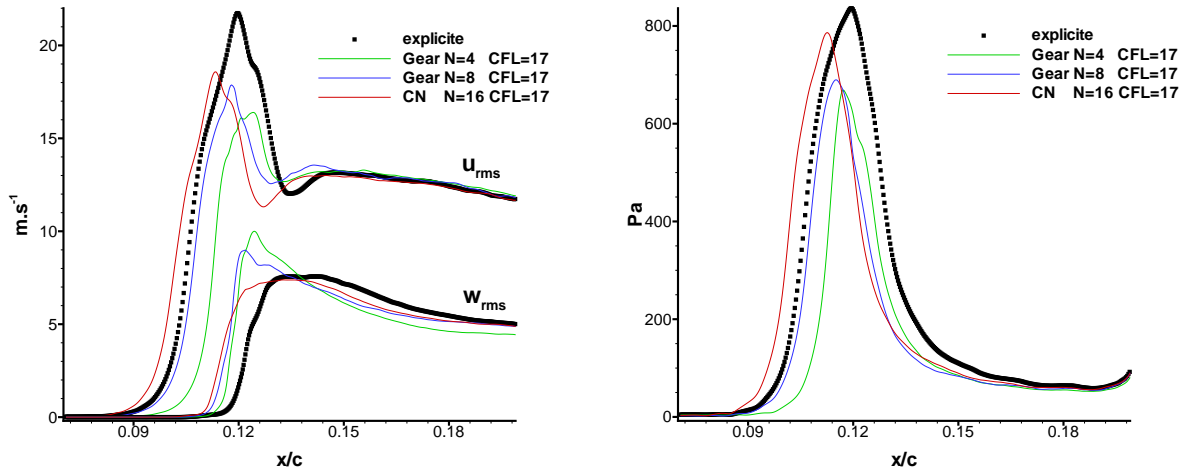 explicite
Gear N=4 CFL=17
Gear N=8 CFL=17
CN N=16 CFL=17
20
15
10
5
0
m.s-1
urms
wrms
0.09 0.12 0.15 0.18
x/c
explicite
Gear N=4 CFL=17
Gear N=8 CFL=17
CN N=16 CFL=17
800
600
400
200
0
Pa
0.09 0.12 0.15 0.18
x/c